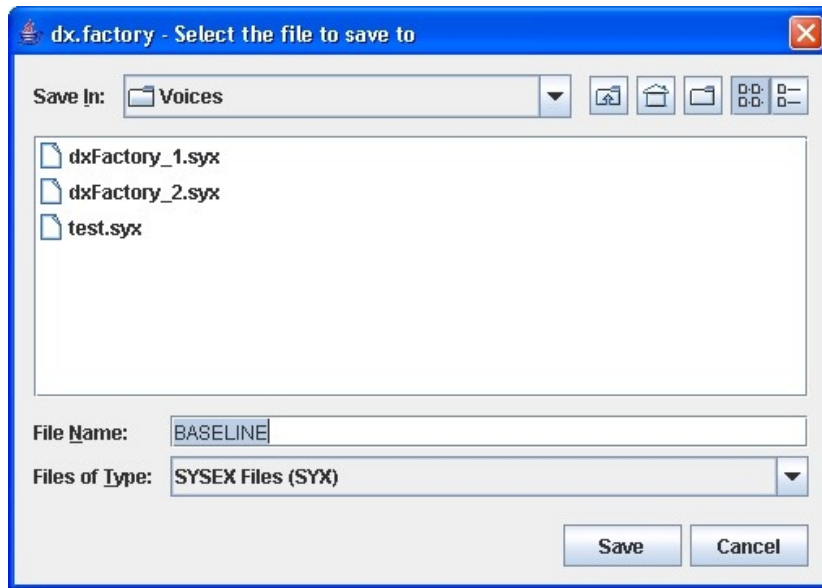 dx.factory - Select the file to save to
Save In: Voices
dxFactory_1.syx
dxFactory_2.syx
test.syx
File Name: BASELINE
Files of Type: SYSEX Files (SYX)
Save Cancel